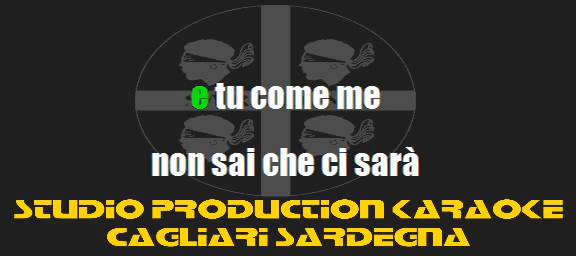 e tu come me
non sai che ci sarà
STUDIO PRODUCTION KARAOKE
CAGLIARI SARDEGNA